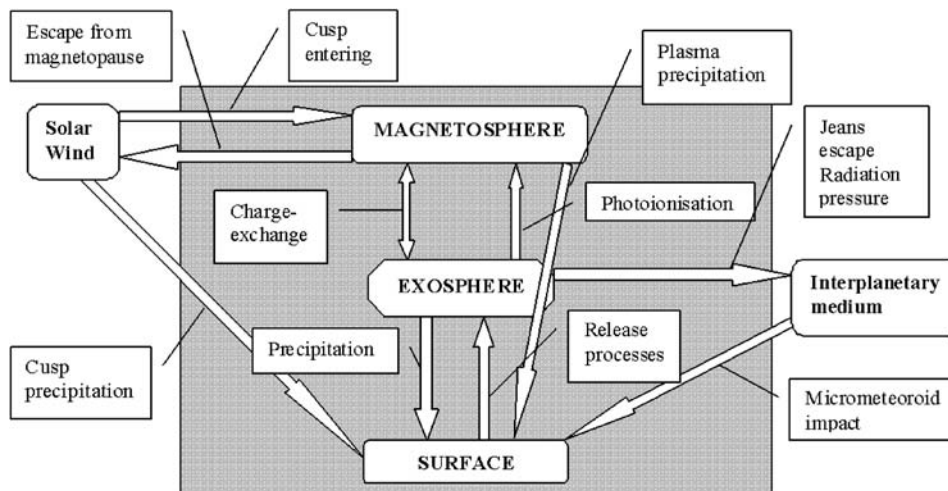 Escape from
magnetopause
Cusp
entering
Plasma
precipitation
Solar
Wind
MAGNETOSPHERE
Jeans
escape
Radiation
pressure
Charge-
exchange
Photoionisation
EXOSPHERE
Interplanetary
medium
Cusp
precipitation
Precipitation
Release
processes
Micrometeoroid
impact
SURFACE